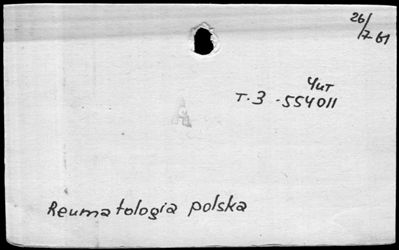 26/
/7 61
Чит
т.3 - 554011
Reumatologia polska